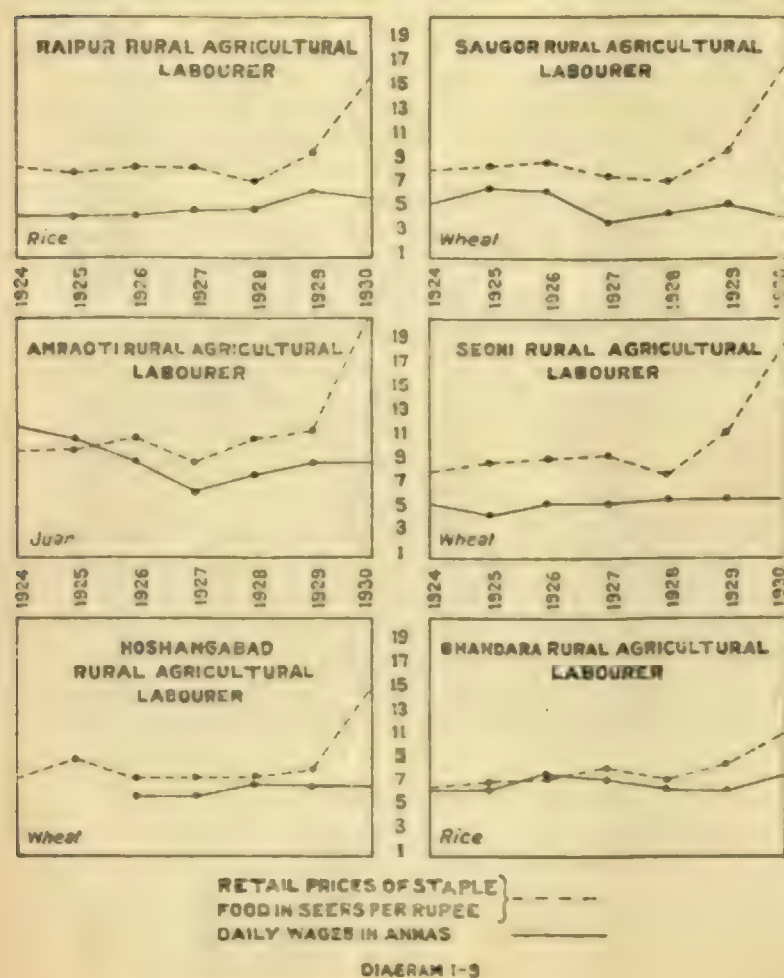 RAIPUR RURAL AGRICULTURAL
LABOURER
Rice
19
17
15
13
11
9
7
5
3
1
SAUGOR RURAL AGRICULTURAL
LABOURER
Wheat
1924 1925 1926 1927 1928 1929 1930
1924 1925 1926 1927 1928 1929 1930
AMRAOTI RURAL AGRICULTURAL
LABOURER
Juar
19
17
15
13
11
9
7
5
3
1
SEONI RURAL AGRICULTURAL
LABOURER
Wheat
1924 1925 1926 1927 1928 1929 1930
1924 1925 1926 1927 1928 1929 1930
HOSHANGABAD
RURAL AGRICULTURAL
LABOURER
Wheat
19
17
15
13
11
9
7
5
3
1
BHANDARA RURAL AGRICULTURAL
LABOURER
Rice
RETAIL PRICES OF STAPLE
FOOD IN SEERS PER RUPEE
DAILY WAGES IN ANNAS